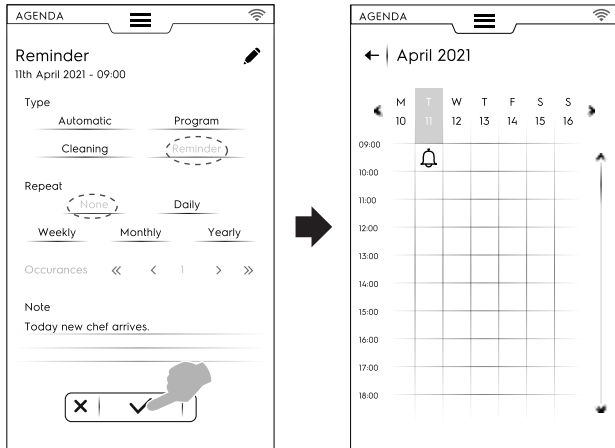 AGENDA
Reminder
11th April 2021 - 09:00
Type
Automatic Program
Cleaning Reminder
Repeat
None Daily
Weekly Monthly Yearly
Occurances « < 1 > »
Note
Today new chef arrives.
AGENDA
April 2021
M T W T F S S
10 11 12 13 14 15 16
09:00
10:00
11:00
12:00
13:00
14:00
15:00
16:00
17:00
18:00